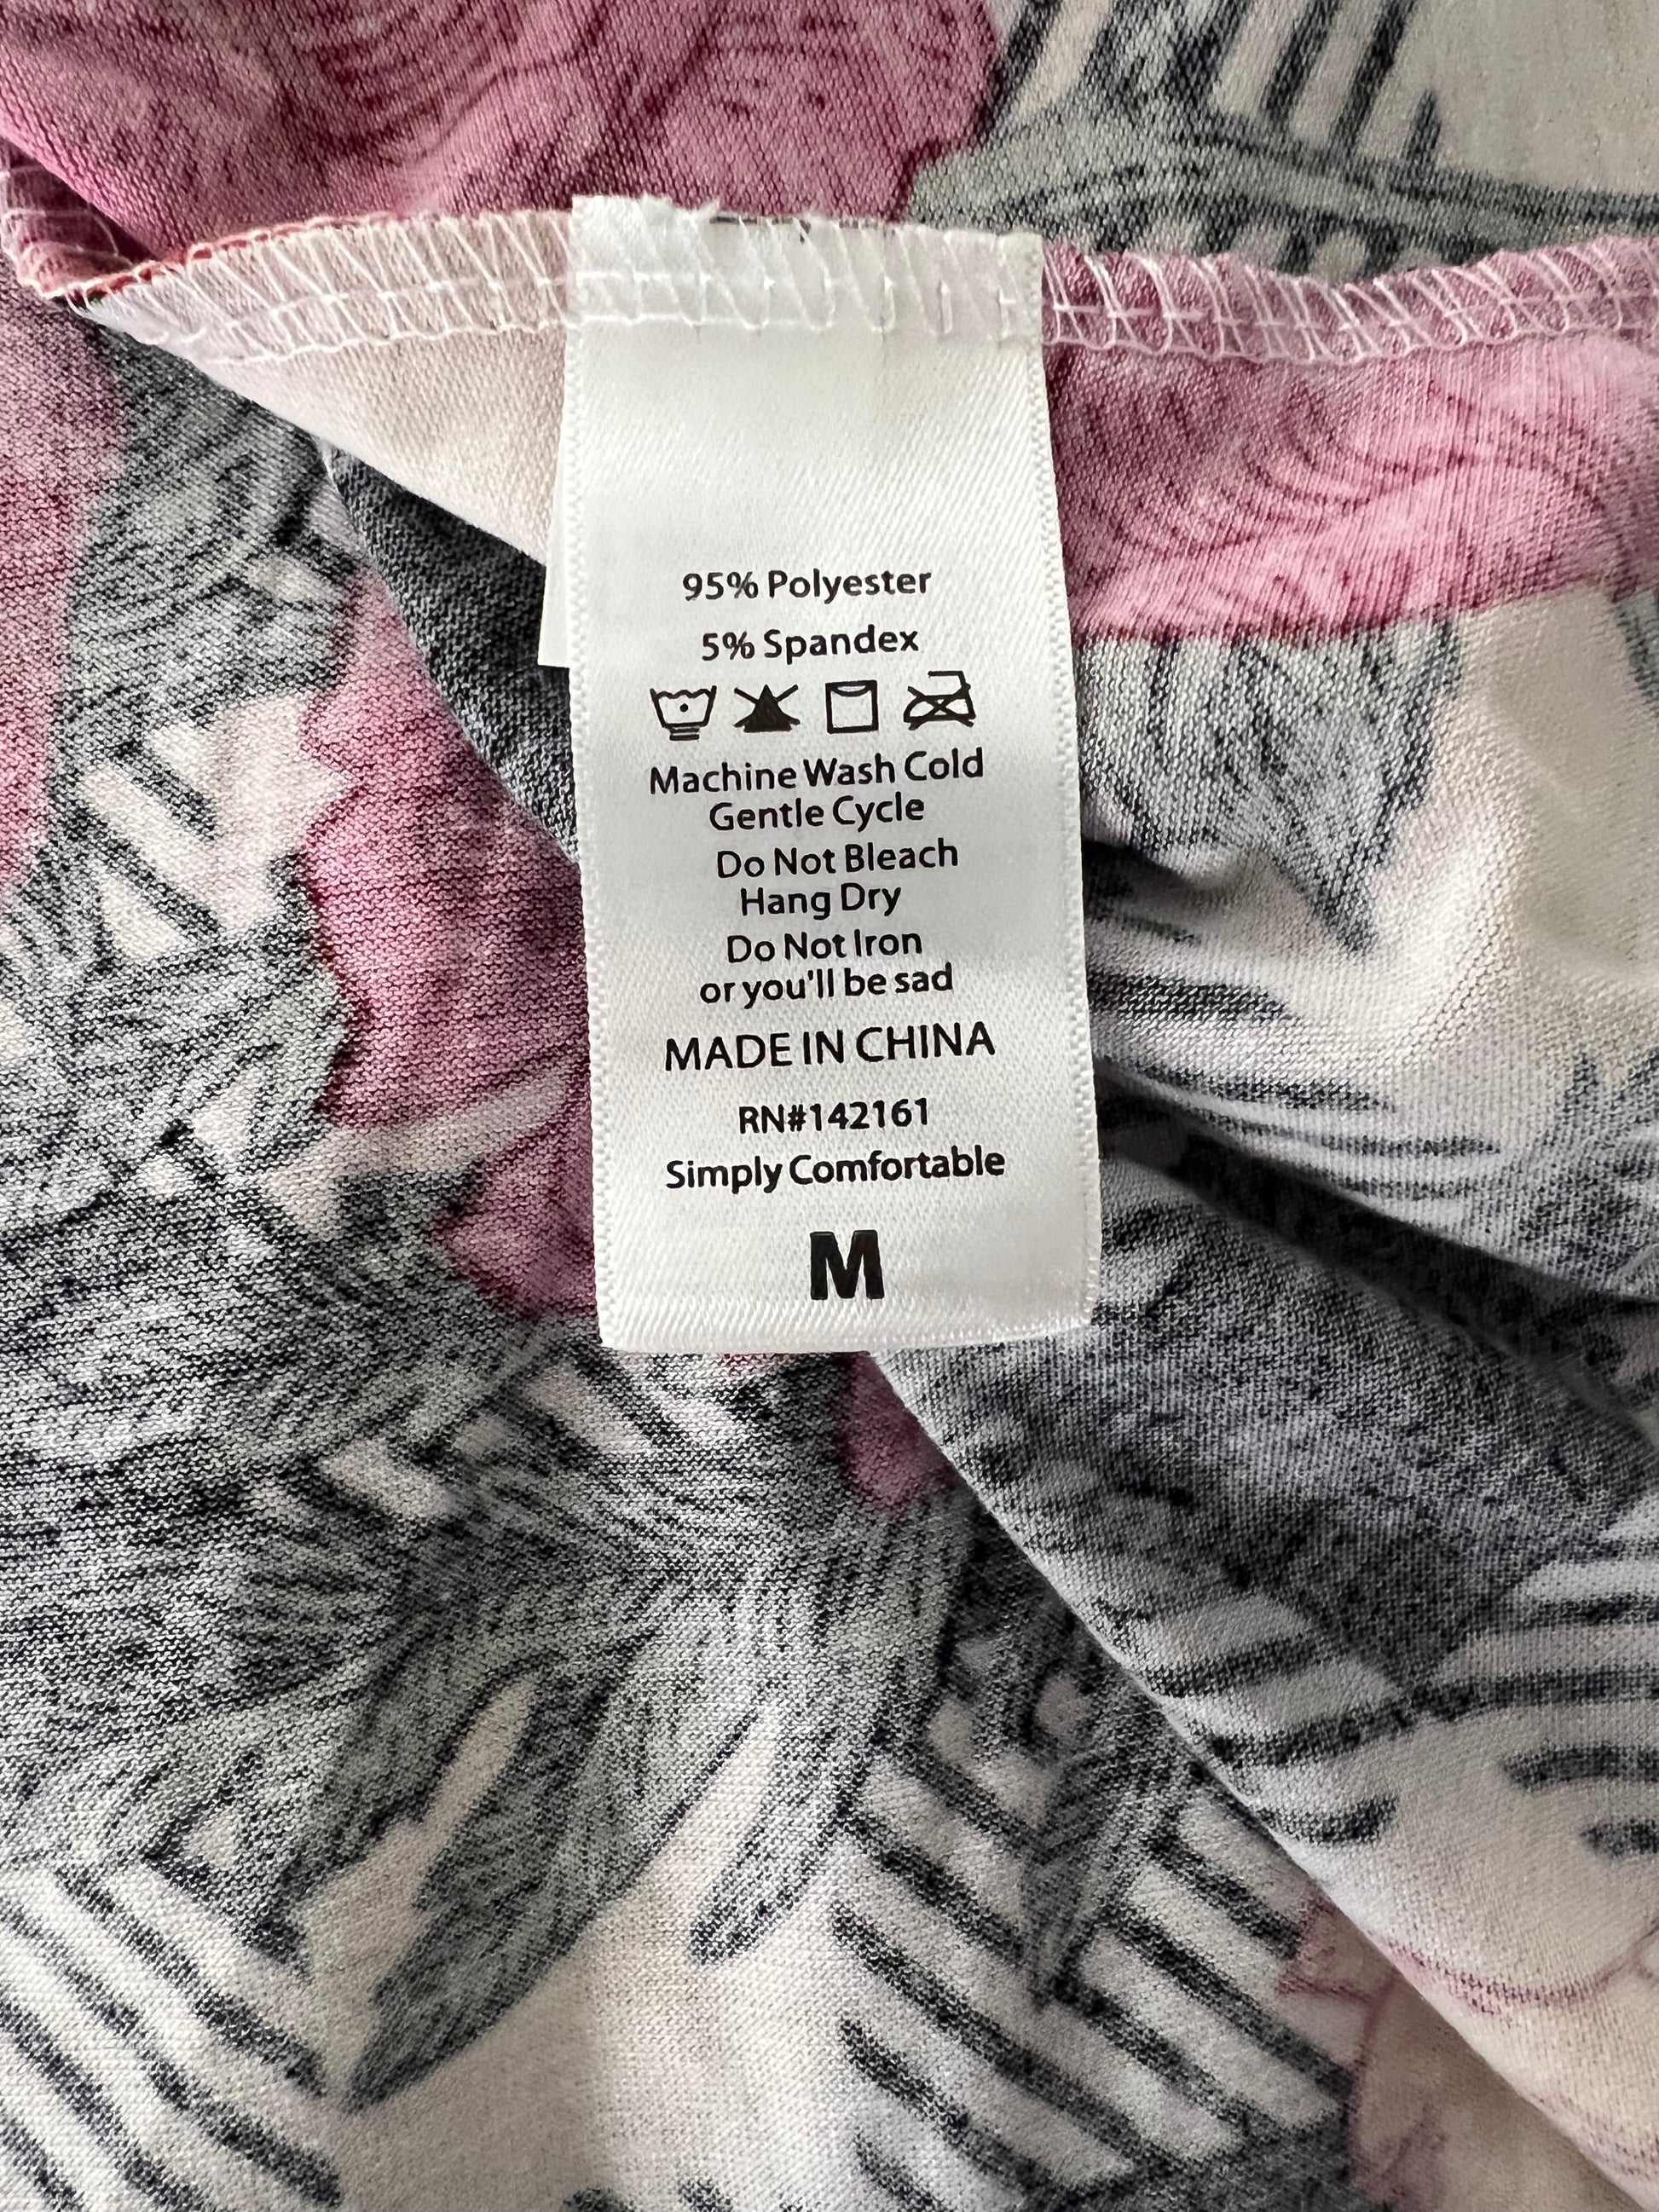 95% Polyester
5% Spandex
Machine Wash Cold
Gentle Cycle
Do Not Bleach
Hang Dry
Do Not Iron
or you'll be sad
MADE IN CHINA
RN#142161
Simply Comfortable
M